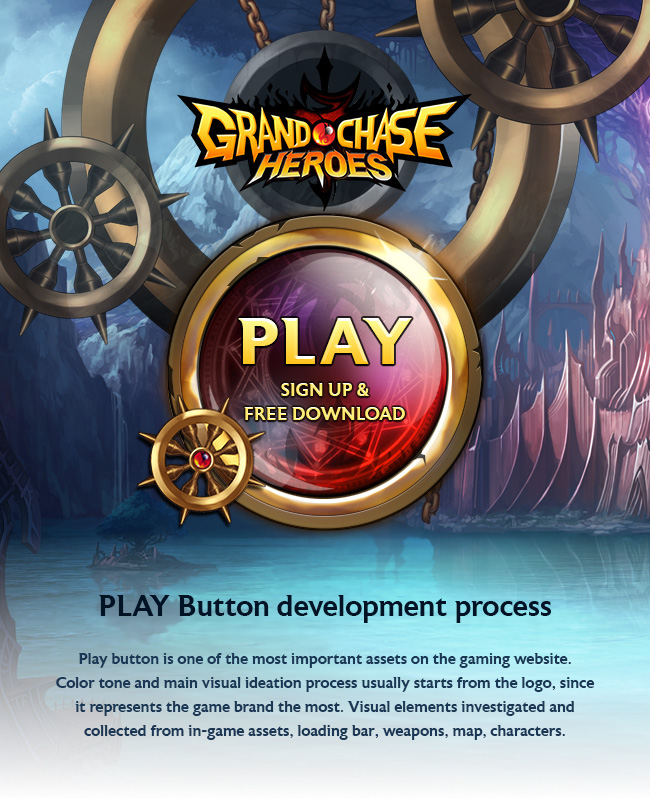 GRAND CHASE
HEROES
PLAY
SIGN UP &
FREE DOWNLOAD
PLAY Button development process
Play button is one of the most important assets on the gaming website.
Color tone and main visual ideation process usually starts from the logo, since
it represents the game brand the most. Visual elements investigated and
collected from in-game assets, loading bar, weapons, map, characters.